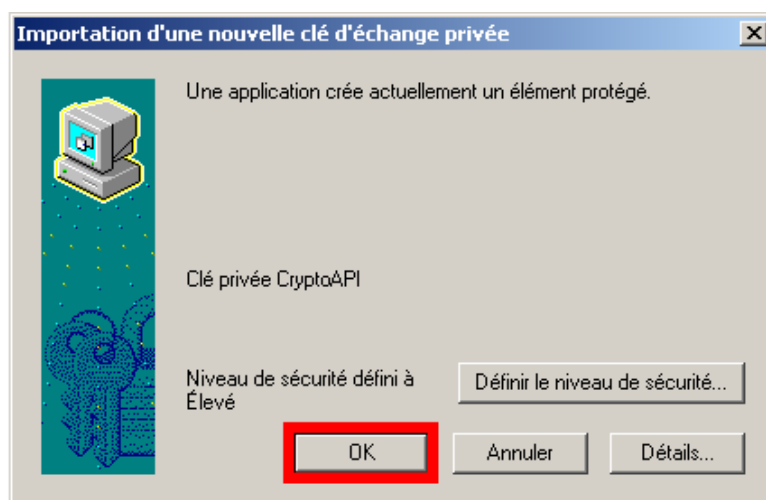 Importation d'une nouvelle clé d'échange privée
Une application crée actuellement un élément protégé.
Clé privée CryptoAPI
Niveau de sécurité défini à
Élevé
Définir le niveau de sécurité...
OK
Annuler
Détails...